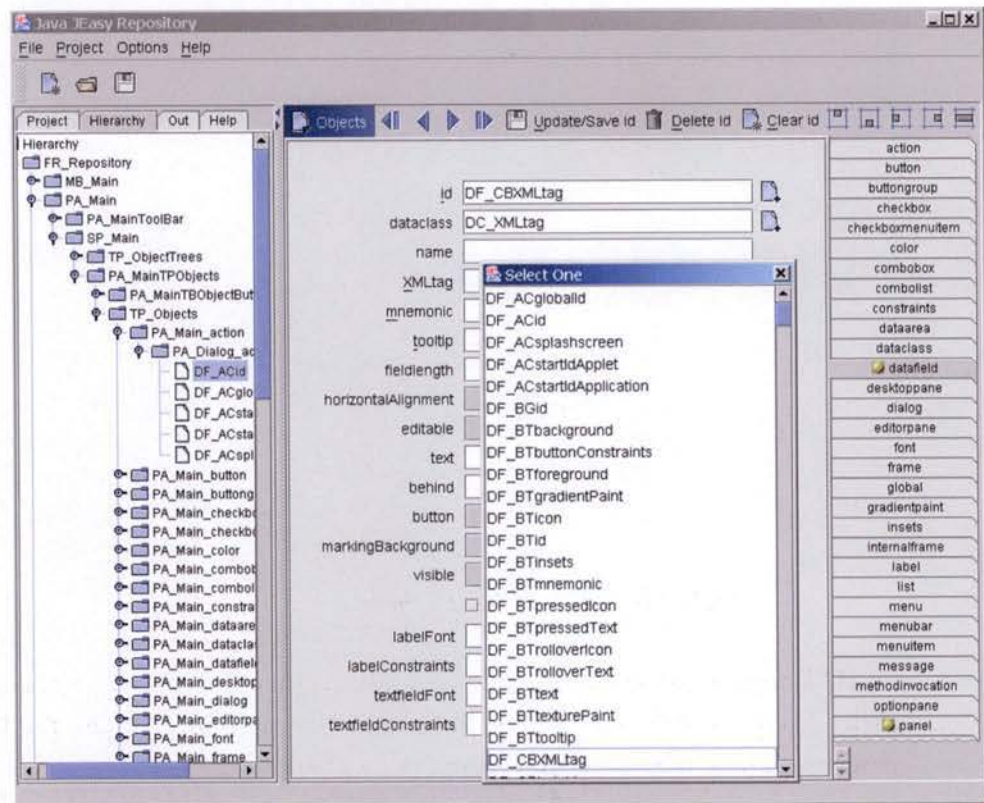 Java JEasy Repository
File Project Options Help
Project Hierarchy Out Help
Objects Update/Save id Delete id Clear id
Hierarchy
FR_Repository
MB_Main
PA_Main
PA_MainToolBar
SP_Main
TP_ObjectTrees
PA_MainTPObjects
PA_MainTBObjectBut
TP_Objects
PA_Main_action
PA_Dialog_ac
DF_ACid
DF_ACglo
DF_ACsta
DF_ACsta
DF_ACspl
PA_Main_button
PA_Main_buttong
PA_Main_checkbo
PA_Main_checkbo
PA_Main_color
PA_Main_combob
PA_Main_combol
PA_Main_constra
PA_Main_dataare
PA_Main_datacla
PA_Main_datafiel
PA_Main_desktop
PA_Main_dialog
PA_Main_editorpa
PA_Main_font
PA_Main_frame
id DF_CBXMLtag
dataclass DC_XMLtag
name
XMLtag
mnemonic
tooltip
fieldlength
horizontalAlignment
editable
text
behind
button
markingBackground
visible
labelFont
labelConstraints
textfieldFont
textfieldConstraints
Select One
DF_ACglobalId
DF_ACid
DF_ACsplashscreen
DF_ACstartIdApplet
DF_ACstartIdApplication
DF_BGid
DF_BTbackground
DF_BTbuttonConstraints
DF_BTforeground
DF_BTgradientPaint
DF_BTicon
DF_BTid
DF_BTinsets
DF_BTmnemonic
DF_BTpressedIcon
DF_BTpressedText
DF_BTrolloverIcon
DF_BTrolloverText
DF_BTtext
DF_BTtexturePaint
DF_BTtooltip
DF_CBXMLtag
action
button
buttongroup
checkbox
checkboxmenuitem
color
combobox
combolist
constraints
dataarea
dataclass
datafield
desktoppane
dialog
editorpane
font
frame
global
gradientpaint
insets
internalframe
label
list
menu
menubar
menuitem
message
methodinvocation
optionpane
panel